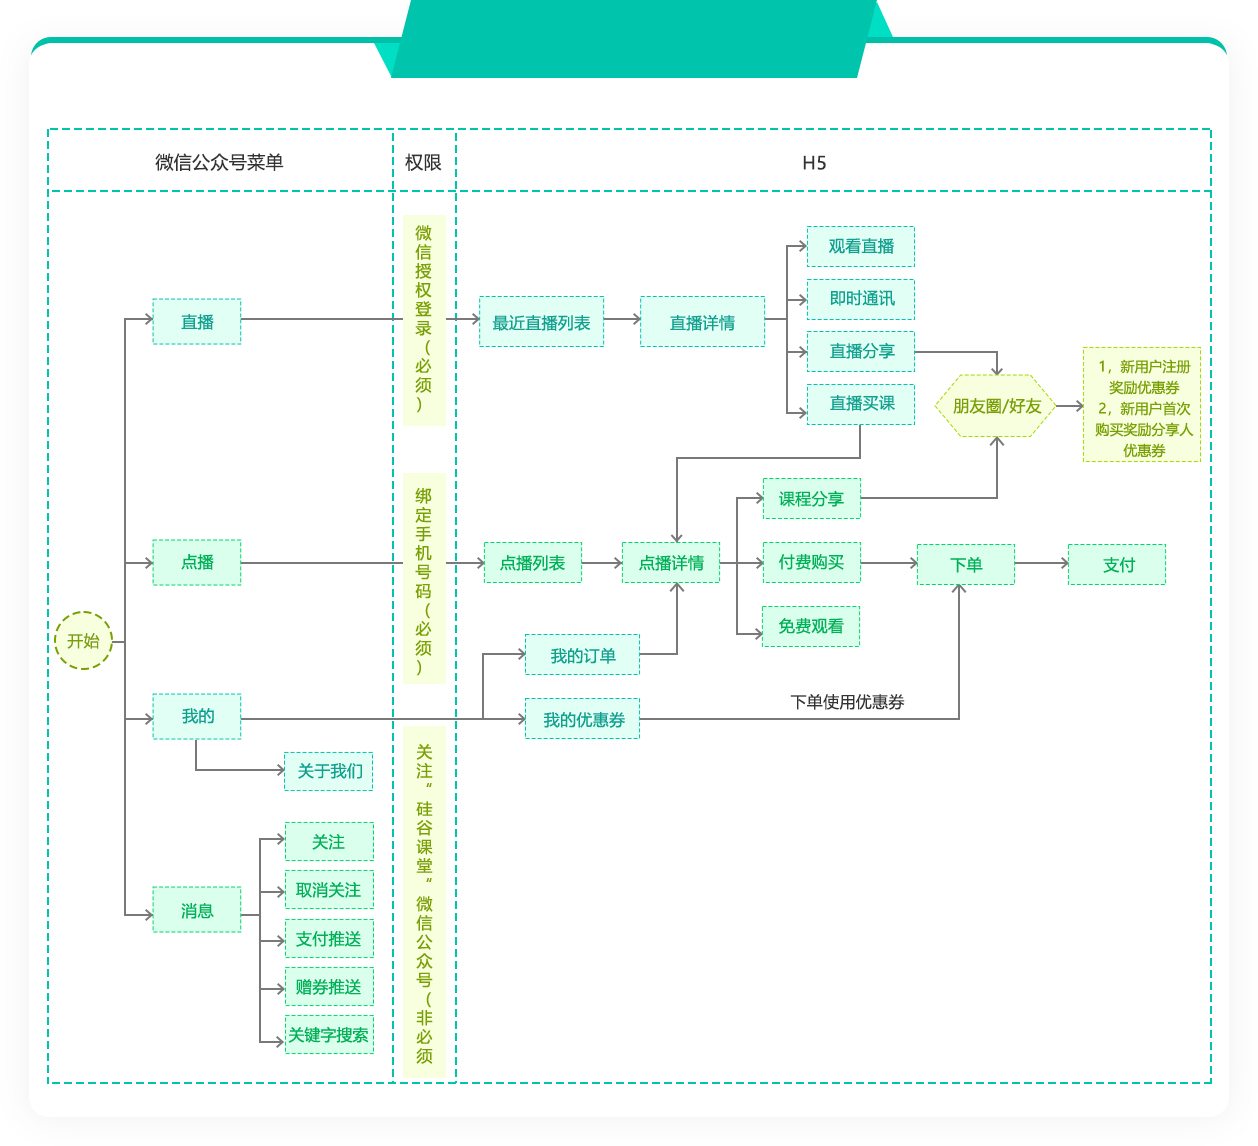 微信公众号菜单
权限
H5
开始
直播
点播
我的
关于我们
消息
关注
取消关注
支付推送
赠券推送
关键字搜索
微信授权登录（必须）
绑定手机号码（必须）
关注“硅谷课堂“微信公众号（非必须
最近直播列表
直播详情
观看直播
即时通讯
直播分享
直播买课
朋友圈/好友
1，新用户注册
奖励优惠券
2，新用户首次
购买奖励分享人
优惠券
点播列表
点播详情
课程分享
付费购买
免费观看
下单
支付
我的订单
我的优惠券
下单使用优惠券